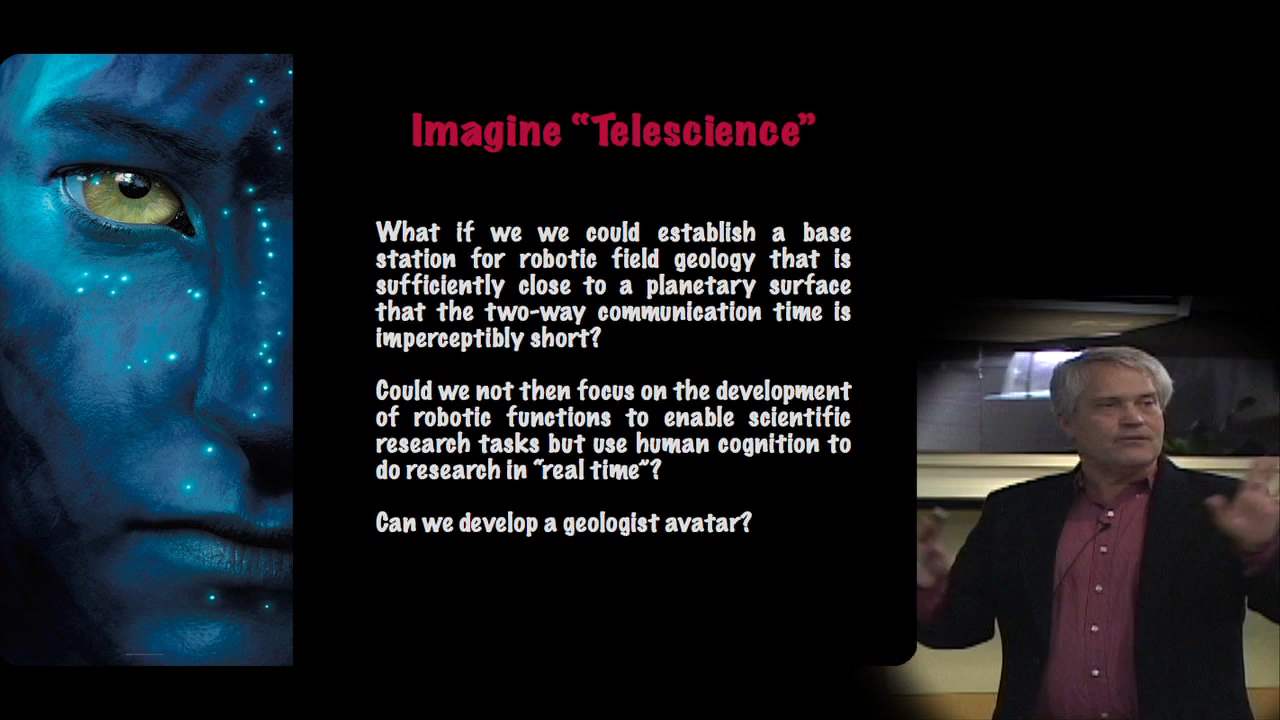 Imagine “Telescience”
What if we we could establish a base
station for robotic field geology that is
sufficiently close to a planetary surface
that the two-way communication time is
imperceptibly short?
Could we not then focus on the development
of robotic functions to enable scientific
research tasks but use human cognition to
do research in “real time”?
Can we develop a geologist avatar?